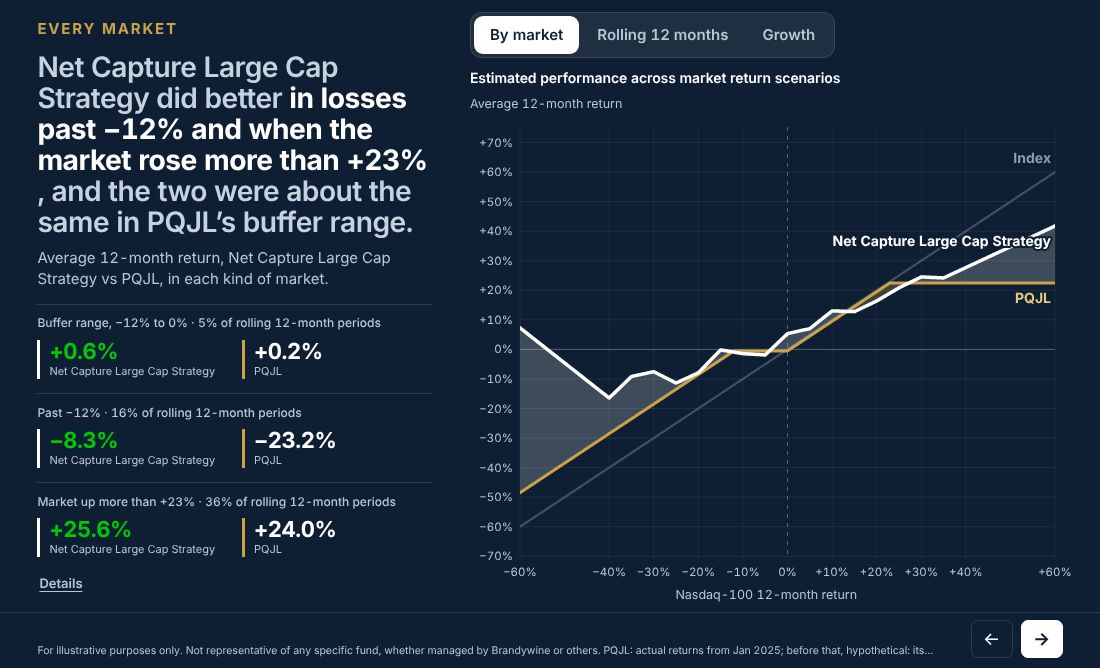 EVERY MARKET
Net Capture Large Cap
Strategy did better in losses
past −12% and when the
market rose more than +23%
, and the two were about the
same in PQJL’s buffer range.
Average 12-month return, Net Capture Large Cap
Strategy vs PQJL, in each kind of market.
Buffer range, −12% to 0% · 5% of rolling 12-month periods
+0.6%
Net Capture Large Cap Strategy
+0.2%
PQJL
Past −12% · 16% of rolling 12-month periods
−8.3%
Net Capture Large Cap Strategy
−23.2%
PQJL
Market up more than +23% · 36% of rolling 12-month periods
+25.6%
Net Capture Large Cap Strategy
+24.0%
PQJL
Details
By market
Rolling 12 months
Growth
Estimated performance across market return scenarios
Average 12-month return
+70%
+60%
+50%
+40%
+30%
+20%
+10%
0%
−10%
−20%
−30%
−40%
−50%
−60%
−70%
Index
Net Capture Large Cap Strategy
PQJL
−60% −40% −30% −20% −10% 0% +10% +20% +30% +40% +60%
Nasdaq-100 12-month return
For illustrative purposes only. Not representative of any specific fund, whether managed by Brandywine or others. PQJL: actual returns from Jan 2025; before that, hypothetical: its…
← →